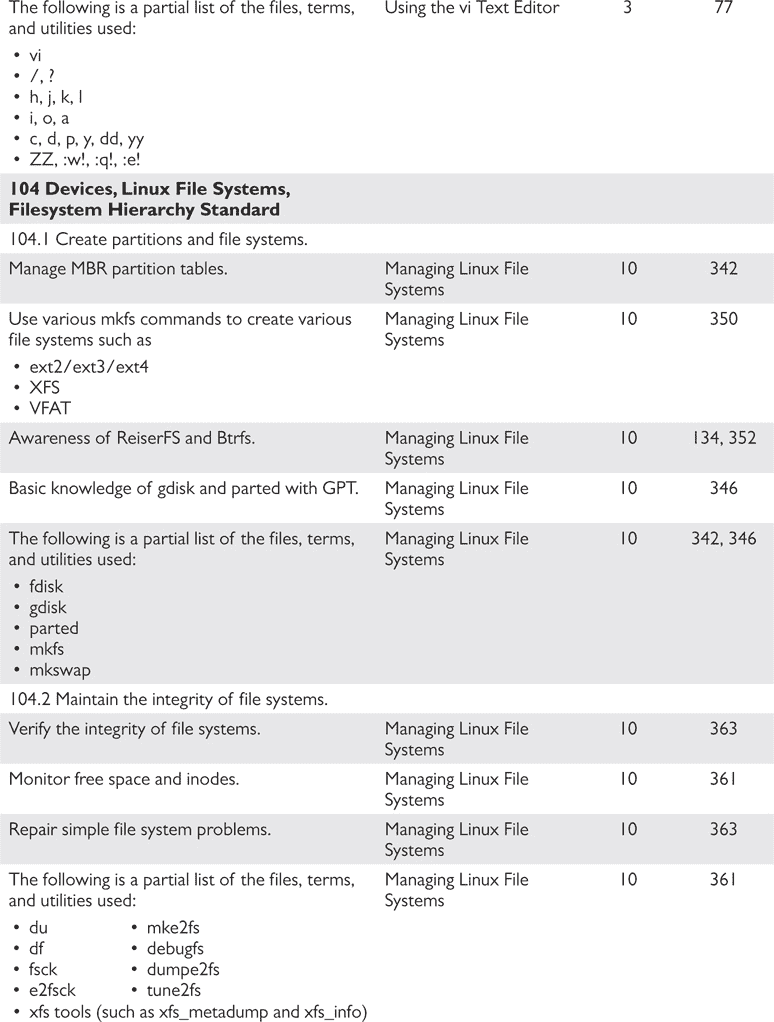 The following is a partial list of the files, terms, Using the vi Text Editor 3 77
and utilities used:
• vi
• /, ?
• h, j, k, l
• i, o, a
• c, d, p, y, dd, yy
• ZZ, :w!, :q!, :e!
104 Devices, Linux File Systems,
Filesystem Hierarchy Standard
104.1 Create partitions and file systems.
Manage MBR partition tables. Managing Linux File 10 342
Systems
Use various mkfs commands to create various Managing Linux File 10 350
file systems such as Systems
• ext2/ext3/ext4
• XFS
• VFAT
Awareness of ReiserFS and Btrfs. Managing Linux File 10 134, 352
Systems
Basic knowledge of gdisk and parted with GPT. Managing Linux File 10 346
Systems
The following is a partial list of the files, terms, Managing Linux File 10 342, 346
and utilities used: Systems
• fdisk
• gdisk
• parted
• mkfs
• mkswap
104.2 Maintain the integrity of file systems.
Verify the integrity of file systems. Managing Linux File 10 363
Systems
Monitor free space and inodes. Managing Linux File 10 361
Systems
Repair simple file system problems. Managing Linux File 10 363
Systems
The following is a partial list of the files, terms, Managing Linux File 10 361
and utilities used: Systems
• du • mke2fs
• df • debugfs
• fsck • dumpe2fs
• e2fsck • tune2fs
• xfs tools (such as xfs_metadump and xfs_info)